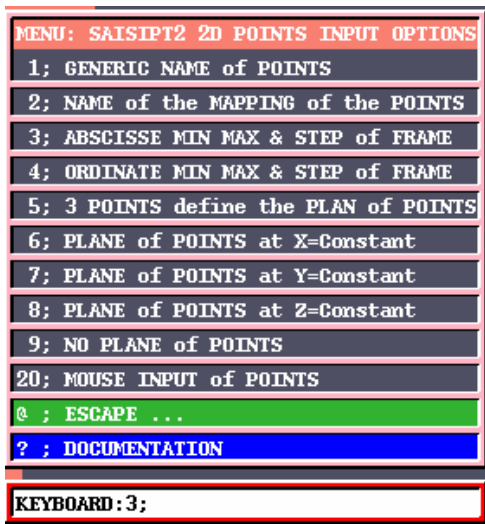 MENU: SAISIPT2 2D POINTS INPUT OPTIONS
1; GENERIC NAME of POINTS
2; NAME of the MAPPING of the POINTS
3; ABSCISSE MIN MAX & STEP of FRAME
4; ORDINATE MIN MAX & STEP of FRAME
5; 3 POINTS define the PLAN of POINTS
6; PLANE of POINTS at X=Constant
7; PLANE of POINTS at Y=Constant
8; PLANE of POINTS at Z=Constant
9; NO PLANE of POINTS
20; MOUSE INPUT of POINTS
@ ; ESCAPE ...
? ; DOCUMENTATION
KEYBOARD:3;